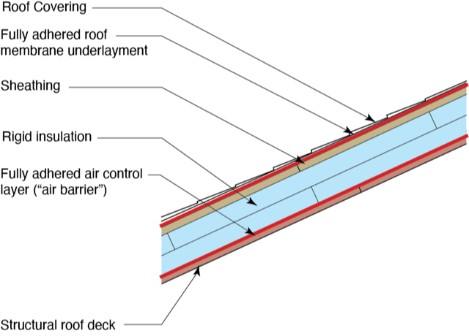 Roof Covering
Fully adhered roof
membrane underlayment
Sheathing
Rigid insulation
Fully adhered air control
layer (“air barrier”)
Structural roof deck